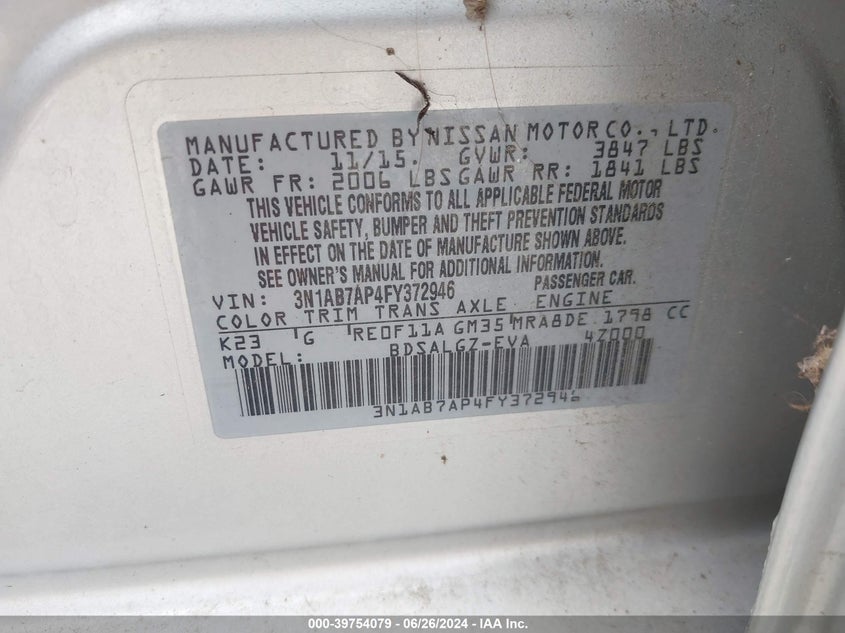 MANUFACTURED BY NISSAN MOTOR CO., LTD.
DATE: 11/15. GVWR: 3847 LBS
GAWR FR: 2006 LBS GAWR RR: 1841 LBS
THIS VEHICLE CONFORMS TO ALL APPLICABLE FEDERAL MOTOR
VEHICLE SAFETY, BUMPER AND THEFT PREVENTION STANDARDS
IN EFFECT ON THE DATE OF MANUFACTURE SHOWN ABOVE.
SEE OWNER'S MANUAL FOR ADDITIONAL INFORMATION.
VIN: 3N1AB7AP4FY372946 PASSENGER CAR.
COLOR TRIM TRANS AXLE ENGINE
K23 G RE0F11A GM35 MRA8DE 1798 CC
MODEL: BDSALGZ-EVA 4Z000
3N1AB7AP4FY372946
000-39754079 - 06/26/2024 - IAA Inc.